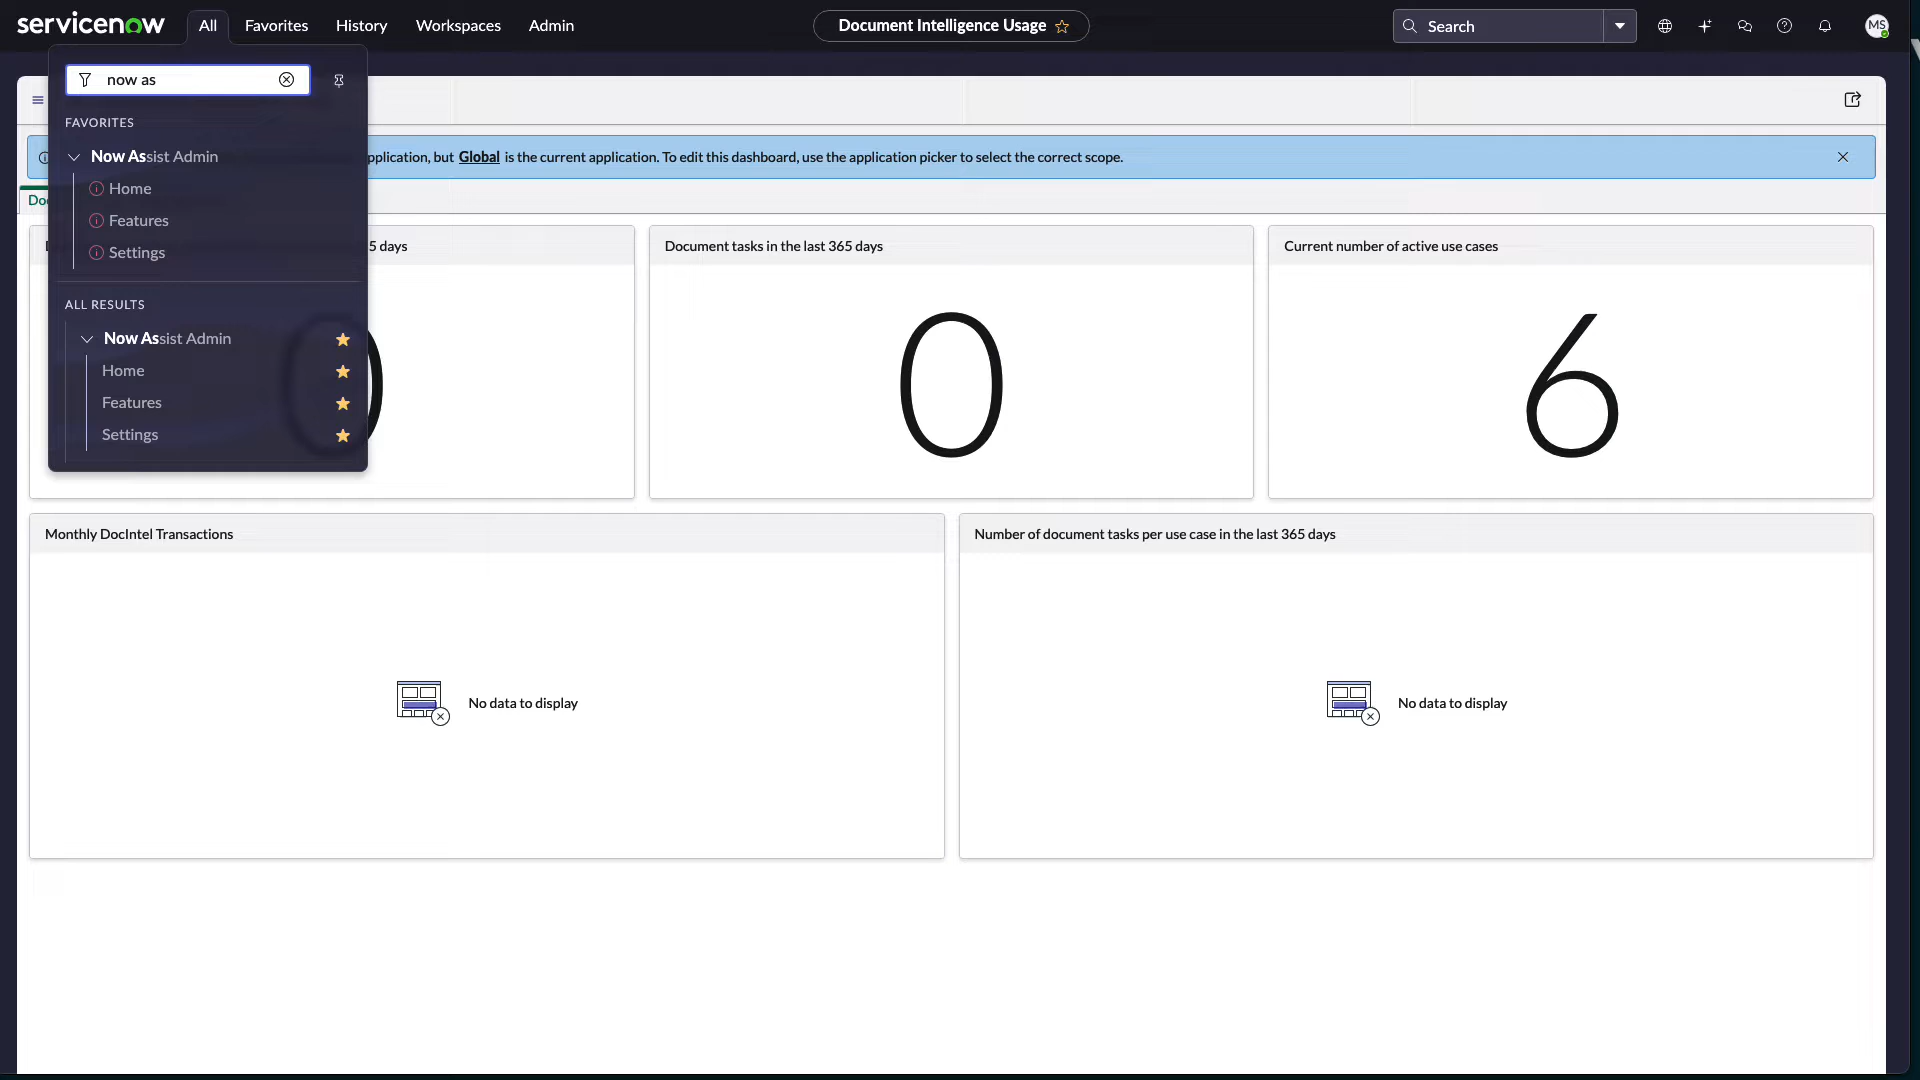 servicenow
All
Favorites
History
Workspaces
Admin
Document Intelligence Usage
Search
MS
now as
FAVORITES
Now Assist Admin
Home
Features
Settings
ALL RESULTS
Now Assist Admin
Home
Features
Settings
pplication, but Global is the current application. To edit this dashboard, use the application picker to select the correct scope.
Doc
5 days
0
Document tasks in the last 365 days
0
Current number of active use cases
6
Monthly DocIntel Transactions
No data to display
Number of document tasks per use case in the last 365 days
No data to display